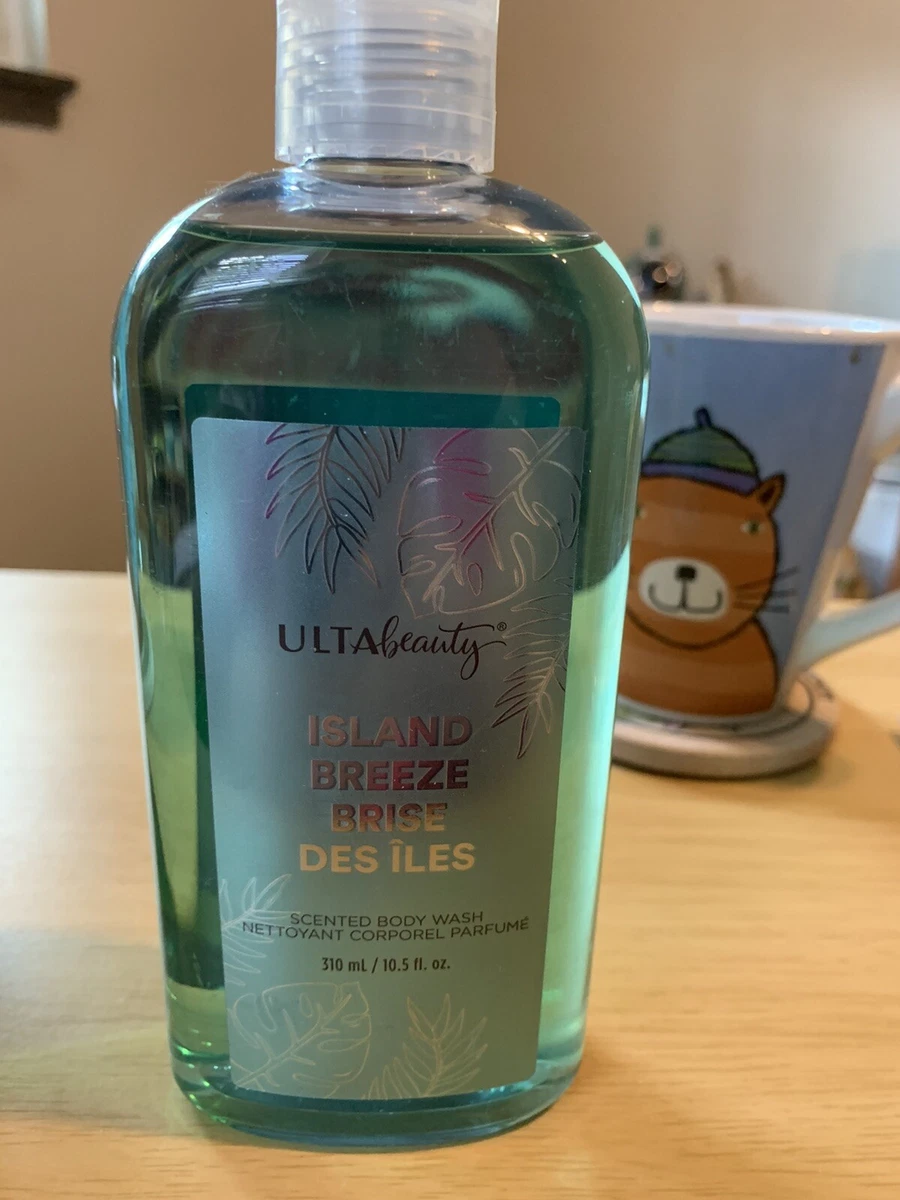 ULTAbeauty®
ISLAND
BREEZE
BRISE
DES ÎLES
SCENTED BODY WASH
NETTOYANT CORPOREL PARFUMÉ
310 mL / 10.5 fl. oz.